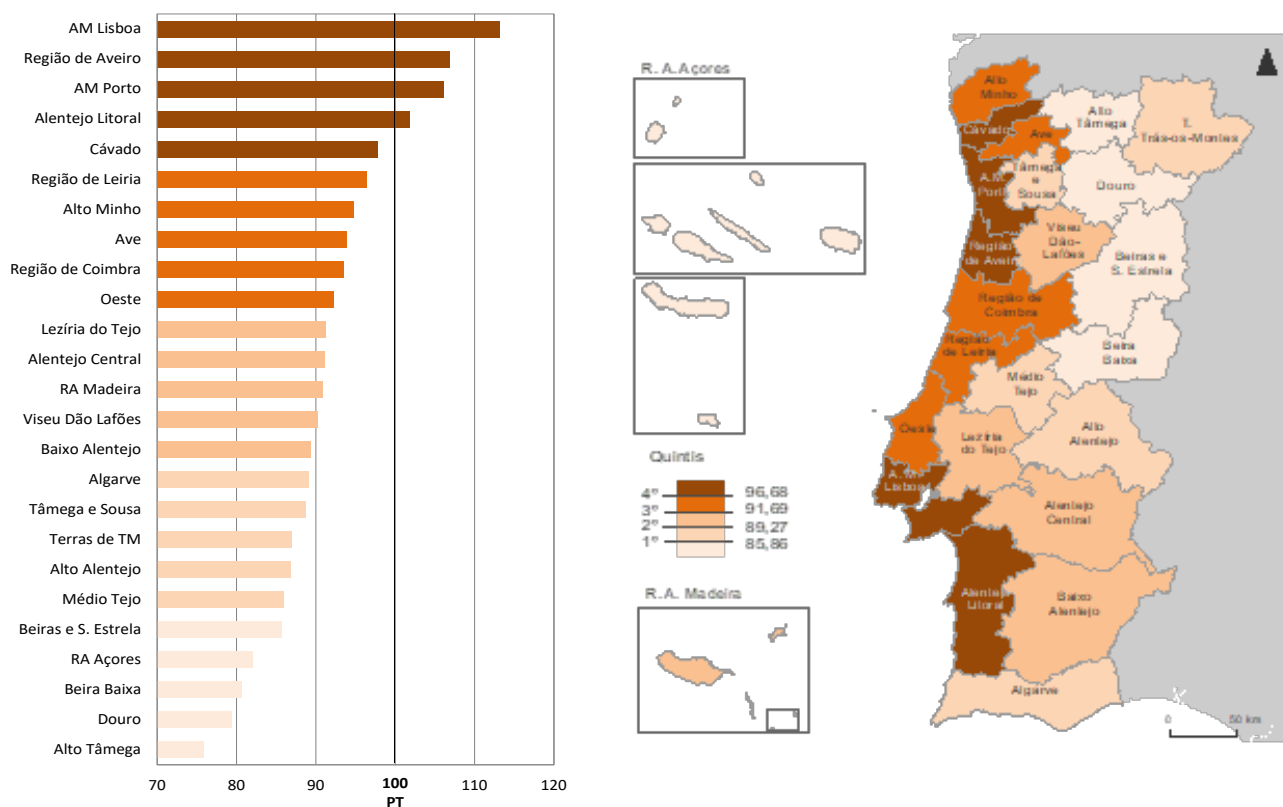 AM Lisboa
Região de Aveiro
AM Porto
Alentejo Litoral
Cávado
Região de Leiria
Alto Minho
Ave
Região de Coimbra
Oeste
Lezíria do Tejo
Alentejo Central
RA Madeira
Viseu Dão Lafões
Baixo Alentejo
Algarve
Tâmega e Sousa
Terras de TM
Alto Alentejo
Médio Tejo
Beiras e S. Estrela
RA Açores
Beira Baixa
Douro
Alto Tâmega
70 80 90 100 110 120
PT
R. A. Açores
Quintis
4º 96,68
3º 91,69
2º 89,27
1º 85,86
R. A. Madeira
Alto
Minho
Cávado
Ave
Alto
Tâmega
T.
Trás-os-Montes
A.M.
Porto
Tâmega
e
Sousa
Douro
Região
de Aveiro
Viseu
Dão-
Lafões
Beiras e
S. Estrela
Região de
Coimbra
Região
de Leiria
Beira
Baixa
Médio
Tejo
Oeste
Lezíria
do Tejo
Alto
Alentejo
A. M.
Lisboa
Alentejo
Central
Alentejo
Litoral
Baixo
Alentejo
Algarve
0 50 km